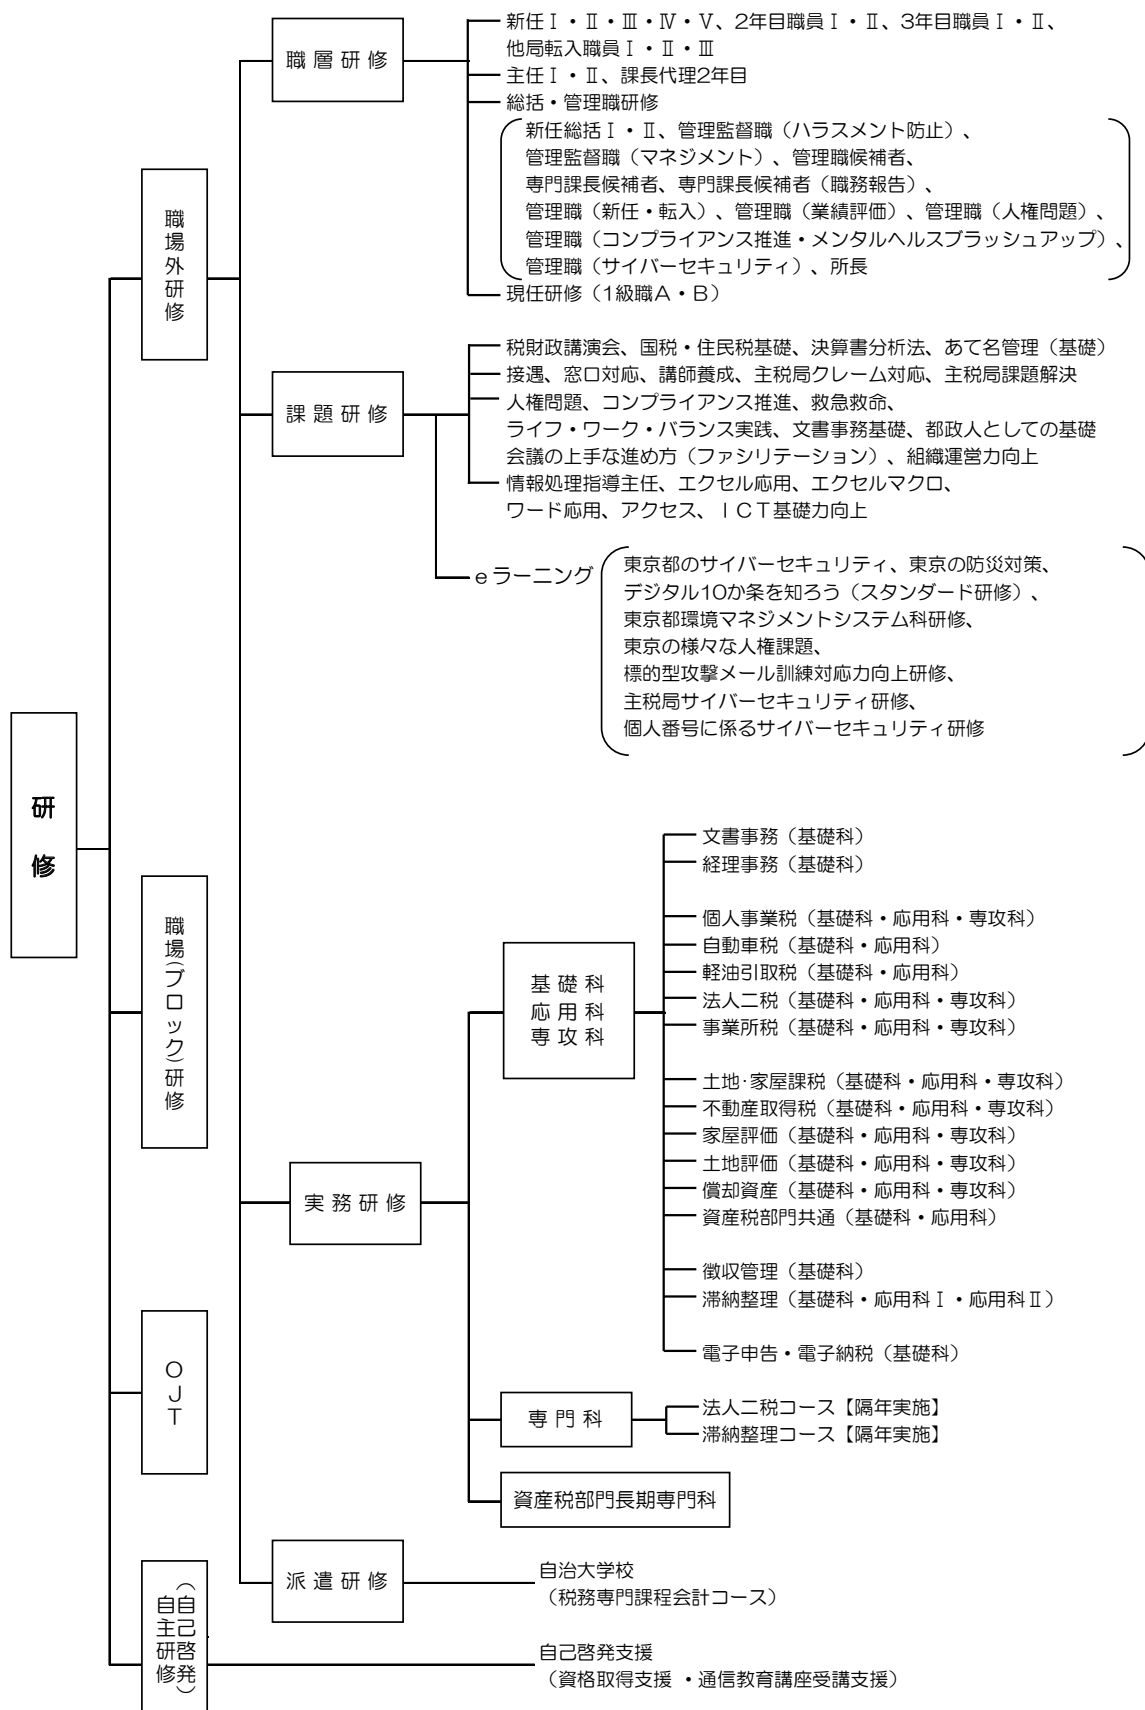 研修
職場外研修
職層研修
新任Ⅰ・Ⅱ・Ⅲ・Ⅳ・Ⅴ、2年目職員Ⅰ・Ⅱ、3年目職員Ⅰ・Ⅱ、
他局転入職員Ⅰ・Ⅱ・Ⅲ
主任Ⅰ・Ⅱ、課長代理2年目
総括・管理職研修
新任総括Ⅰ・Ⅱ、管理監督職（ハラスメント防止）、
管理監督職（マネジメント）、管理職候補者、
専門課長候補者、専門課長候補者（職務報告）、
管理職（新任・転入）、管理職（業績評価）、管理職（人権問題）、
管理職（コンプライアンス推進・メンタルヘルスブラッシュアップ）、
管理職（サイバーセキュリティ）、所長
現任研修（1級職A・B）
課題研修
税財政講演会、国税・住民税基礎、決算書分析法、あて名管理（基礎）
接遇、窓口対応、講師養成、主税局クレーム対応、主税局課題解決
人権問題、コンプライアンス推進、救急救命、
ライフ・ワーク・バランス実践、文書事務基礎、都政人としての基礎
会議の上手な進め方（ファシリテーション）、組織運営力向上
情報処理指導主任、エクセル応用、エクセルマクロ、
ワード応用、アクセス、ＩＣＴ基礎力向上
eラーニング
東京都のサイバーセキュリティ、東京の防災対策、
デジタル10か条を知ろう（スタンダード研修）、
東京都環境マネジメントシステム科研修、
東京の様々な人権課題、
標的型攻撃メール訓練対応力向上研修、
主税局サイバーセキュリティ研修、
個人番号に係るサイバーセキュリティ研修
実務研修
基礎科
応用科
専攻科
文書事務（基礎科）
経理事務（基礎科）
個人事業税（基礎科・応用科・専攻科）
自動車税（基礎科・応用科）
軽油引取税（基礎科・応用科）
法人二税（基礎科・応用科・専攻科）
事業所税（基礎科・応用科・専攻科）
土地・家屋課税（基礎科・応用科・専攻科）
不動産取得税（基礎科・応用科・専攻科）
家屋評価（基礎科・応用科・専攻科）
土地評価（基礎科・応用科・専攻科）
償却資産（基礎科・応用科・専攻科）
資産税部門共通（基礎科・応用科）
徴収管理（基礎科）
滞納整理（基礎科・応用科Ⅰ・応用科Ⅱ）
電子申告・電子納税（基礎科）
専門科
法人二税コース【隔年実施】
滞納整理コース【隔年実施】
資産税部門長期専門科
派遣研修
自治大学校
（税務専門課程会計コース）
職場(ブロック)研修
OJT
自主研修
（自己啓発）
自己啓発支援
（資格取得支援 ・通信教育講座受講支援）